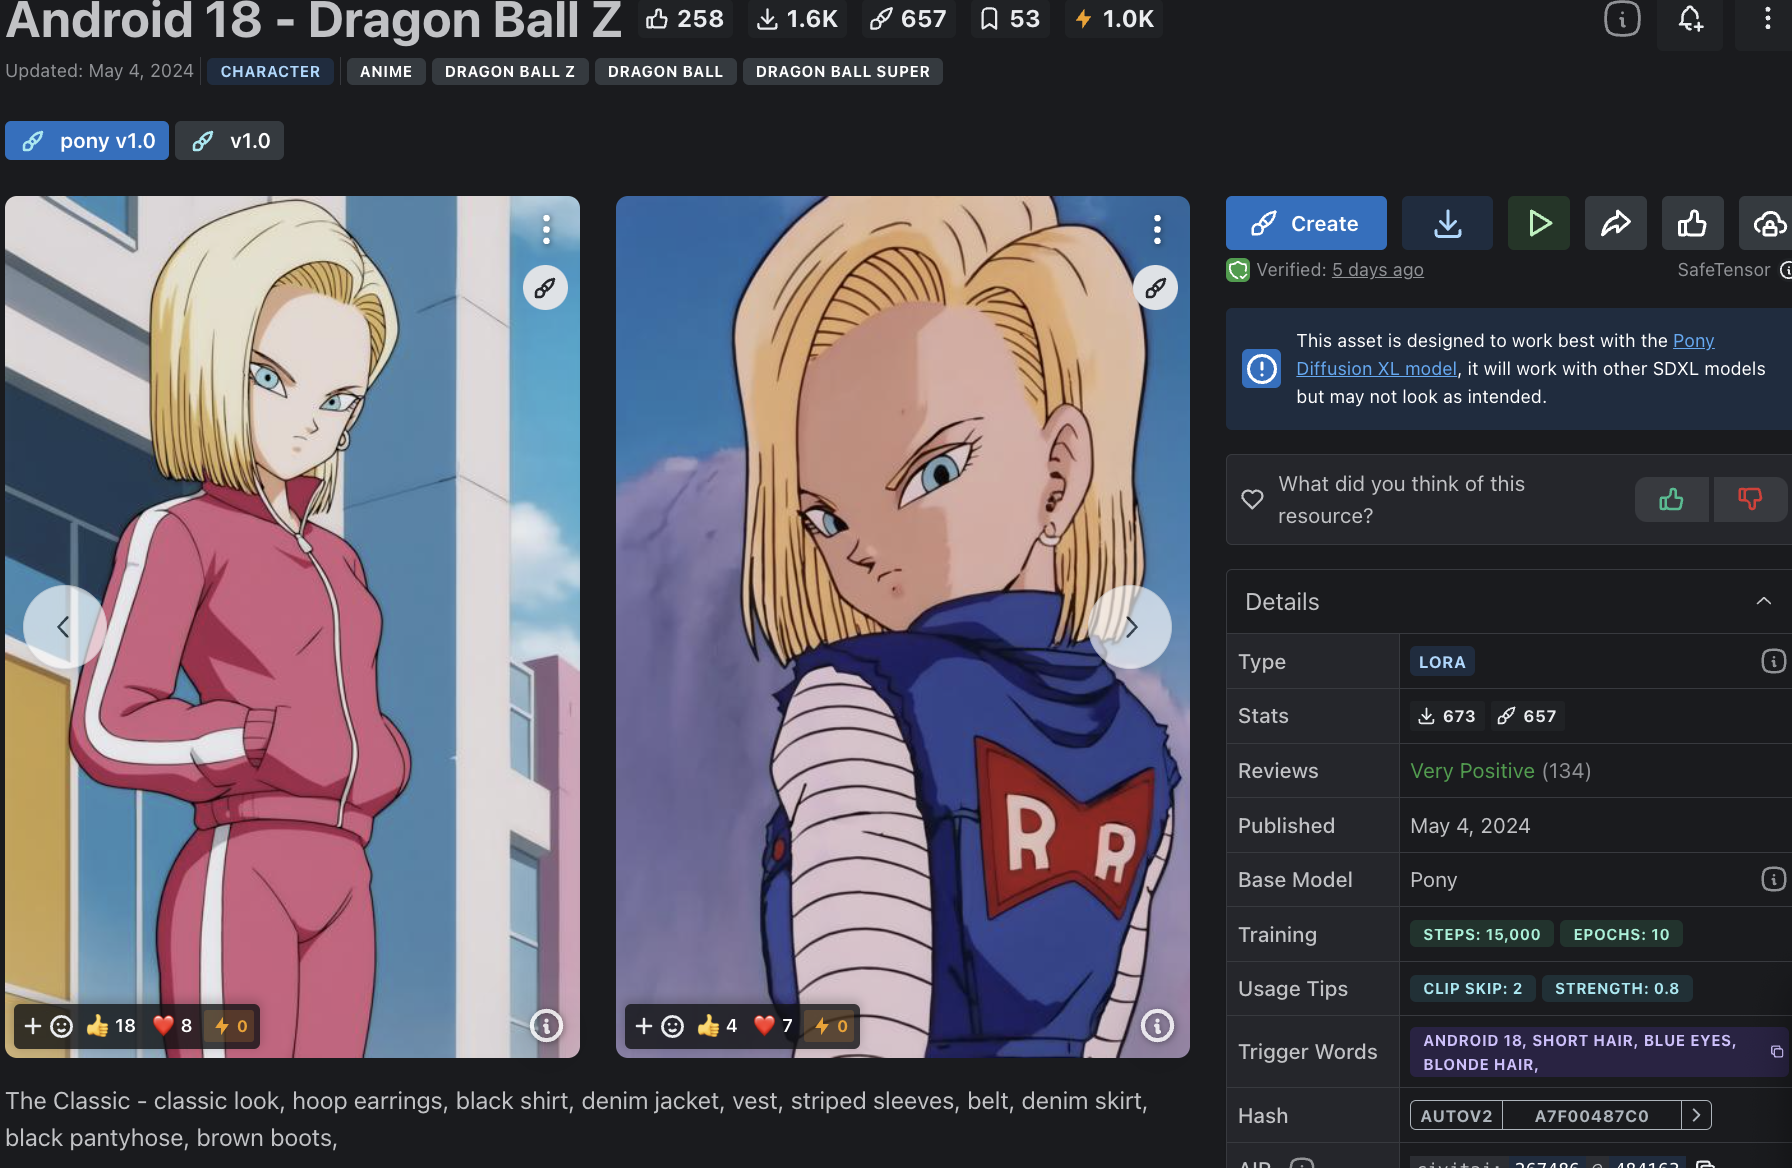 Android 18 - Dragon Ball Z 258 1.6K 657 53 1.0K
Updated: May 4, 2024 CHARACTER ANIME DRAGON BALL Z DRAGON BALL DRAGON BALL SUPER
pony v1.0 v1.0
Create
Verified: 5 days ago SafeTensor
This asset is designed to work best with the Pony
Diffusion XL model, it will work with other SDXL models
but may not look as intended.
What did you think of this
resource?
Details
Type LORA
Stats 673 657
Reviews Very Positive (134)
Published May 4, 2024
Base Model Pony
Training STEPS: 15,000 EPOCHS: 10
Usage Tips CLIP SKIP: 2 STRENGTH: 0.8
Trigger Words ANDROID 18, SHORT HAIR, BLUE EYES,
BLONDE HAIR,
Hash AUTOV2 A7F00487C0
AIR civitai: 267486 @ 484163
R R
18 8 0
4 7 0
The Classic - classic look, hoop earrings, black shirt, denim jacket, vest, striped sleeves, belt, denim skirt,
black pantyhose, brown boots,